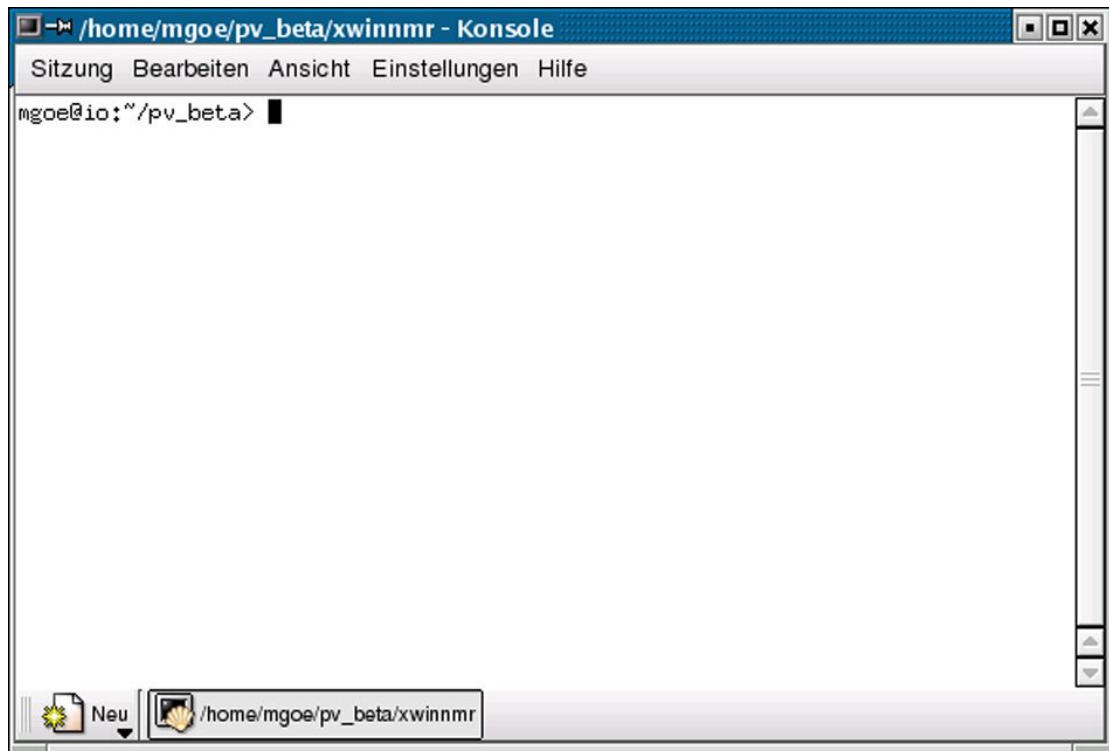 /home/mgoe/pv_beta/xwinnmr - Konsole
Sitzung Bearbeiten Ansicht Einstellungen Hilfe
mgoe@io:~/pv_beta>
Neu /home/mgoe/pv_beta/xwinnmr